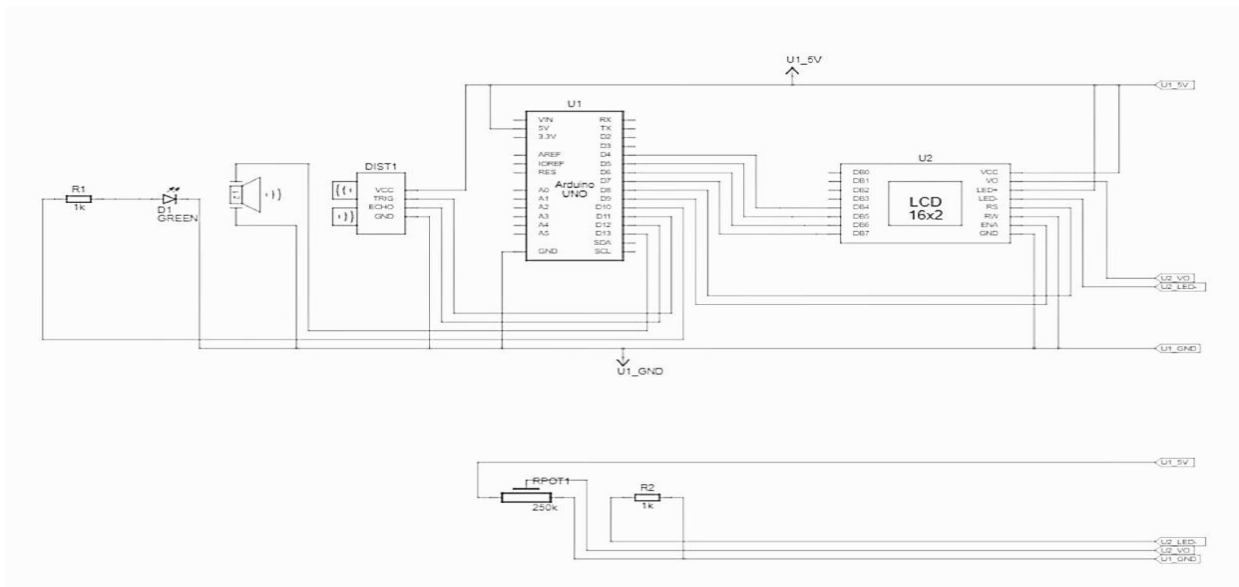 U1_5V
U1_5V
U1
VIN
5V
3.3V
AREF
IOREF
RES
A0
A1
A2
A3
A4
A5
GND
Arduino
UNO
RX
TX
D2
D3
D4
D5
D6
D7
D8
D9
D10
D11
D12
D13
SDA
SCL
R1
1k
D1
GREEN
DIST1
VCC
TRIG
ECHO
GND
U2
DB0
DB1
DB2
DB3
DB4
DB5
DB6
DB7
LCD
16x2
VCC
VO
LED+
LED-
RS
RW
ENA
GND
U2_VO
U2_LED-
U1_GND
U1_GND
U1_5V
RPOT1
250k
R2
1k
U2_LED-
U2_VO
U1_GND